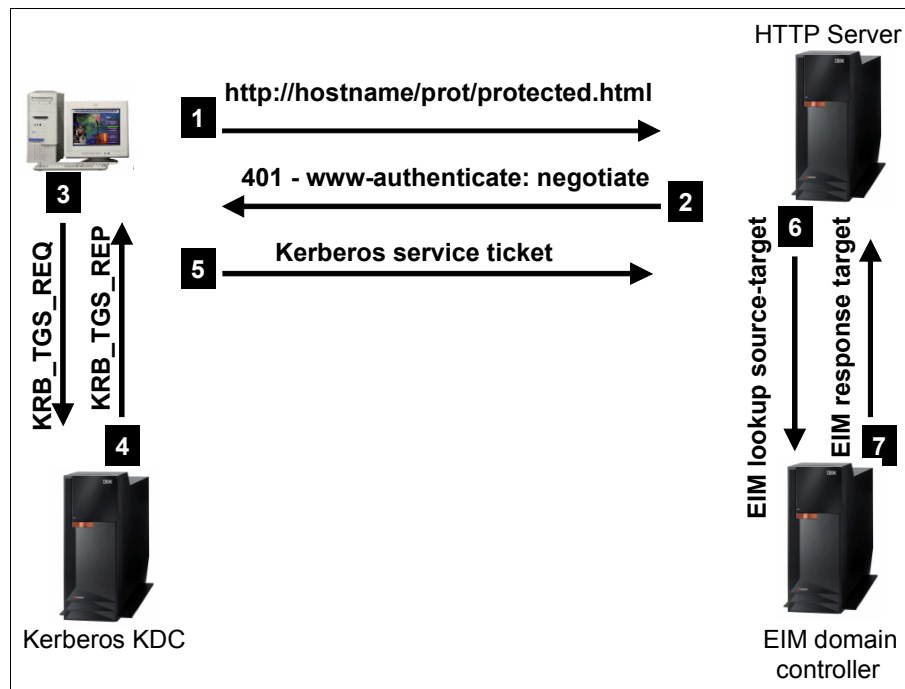 HTTP Server
http://hostname/prot/protected.html
1
401 - www-authenticate: negotiate
2
3
Kerberos service ticket
5
6
KRB_TGS_REQ
KRB_TGS_REP
EIM lookup source-target
EIM response target
4
7
Kerberos KDC
EIM domain
controller